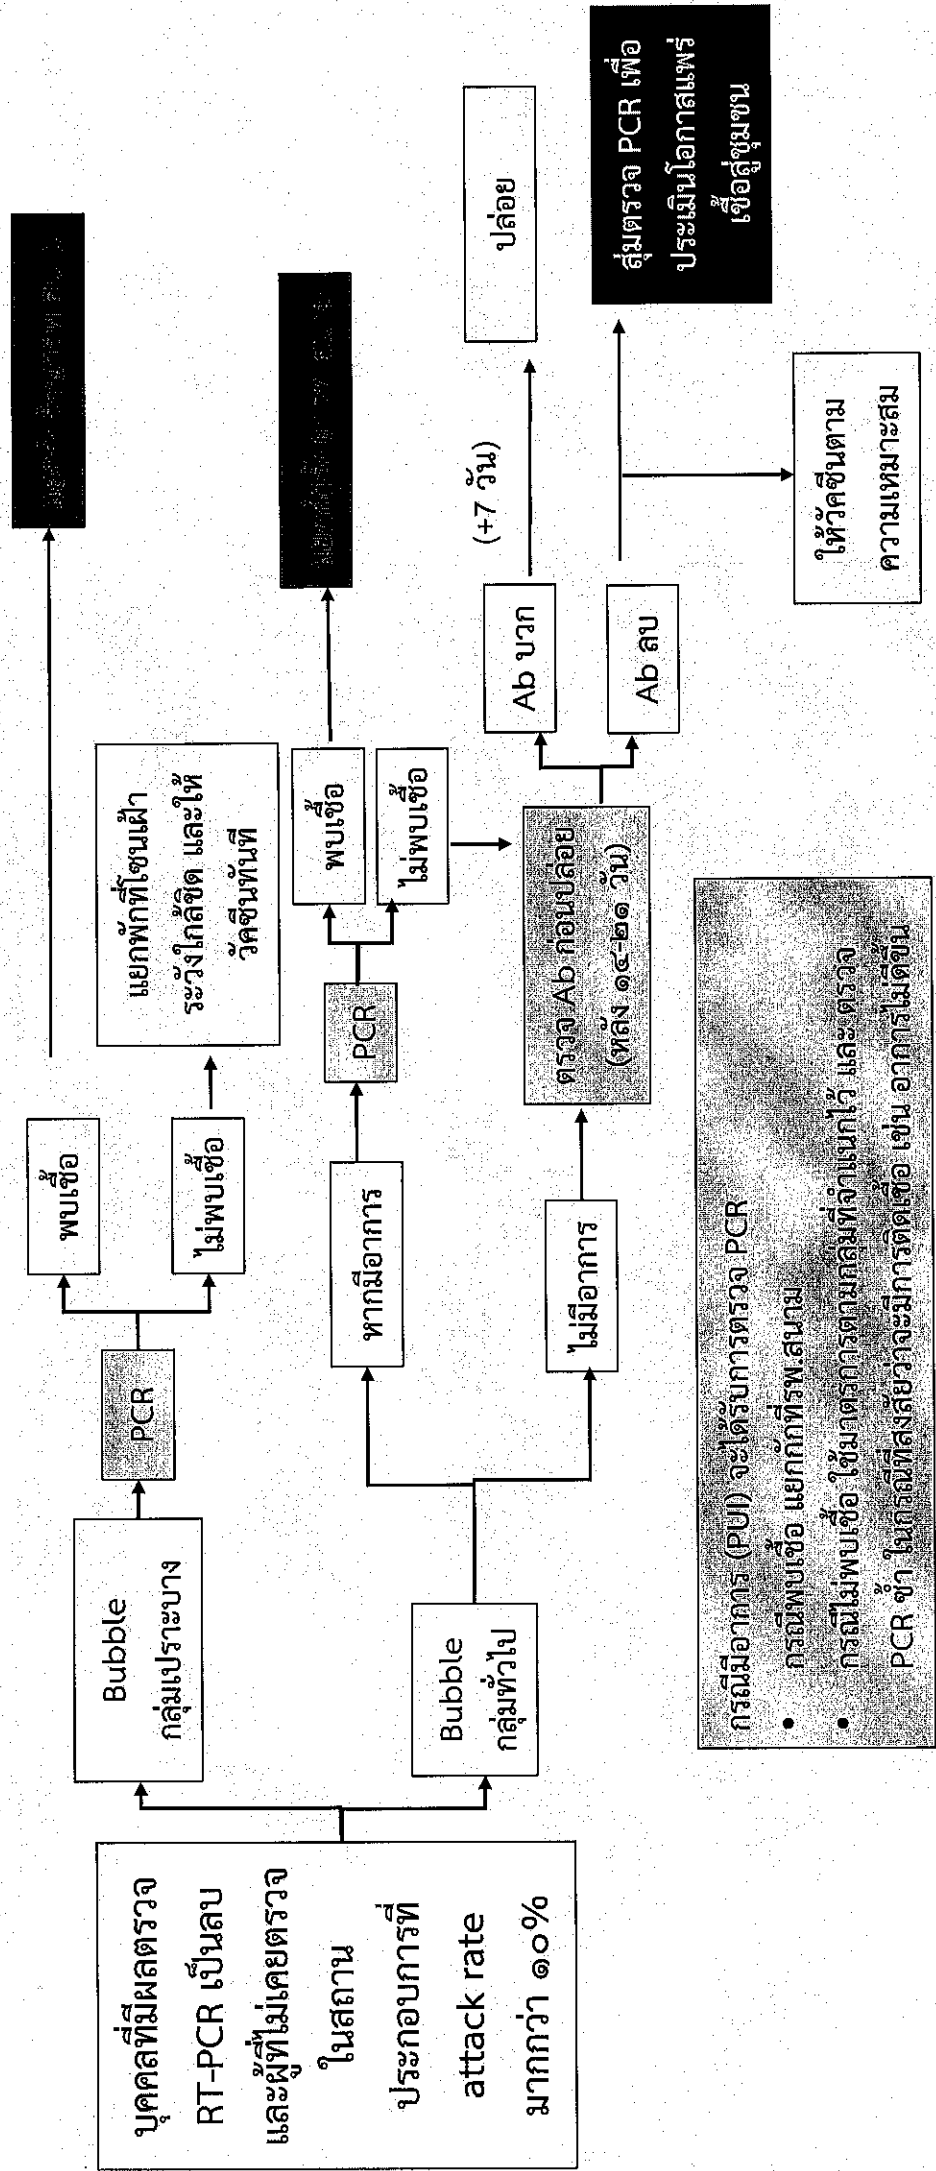 บุคคลที่มีผลตรวจ
RT-PCR เป็นลบ
และผู้ที่ไม่เคยตรวจ
ในสถาน
ประกอบการที่
attack rate
มากกว่า ๑๐%
Bubble
กลุ่มเปราะบาง
PCR
พบเชื้อ
ไม่พบเชื้อ
แยกพักที่โซนเฝ้า
ระวังใกล้ชิด และให้
วัคซีนทันที
Bubble
กลุ่มทั่วไป
หากมีอาการ
PCR
พบเชื้อ
ไม่พบเชื้อ
ไม่มีอาการ
ตรวจ Ab ก่อนปล่อย
(หลัง ๑๔-๒๑ วัน)
Ab บวก
(+7 วัน)
ปล่อย
Ab ลบ
สุ่มตรวจ PCR เพื่อ
ประเมินโอกาสแพร่
เชื้อสู่ชุมชน
ให้วัคซีนตาม
ความเหมาะสม
กรณีมีอาการ (PUI) จะได้รับการตรวจ PCR
• กรณีพบเชื้อ แยกกักที่รพ.สนาม
• กรณีไม่พบเชื้อ ใช้มาตรการตามกลุ่มที่จำแนกไว้ และ ตรวจ
PCR ซ้ำ ในกรณีที่สงสัยว่าจะมีการติดเชื้อ เช่น อาการไม่ดีขึ้น